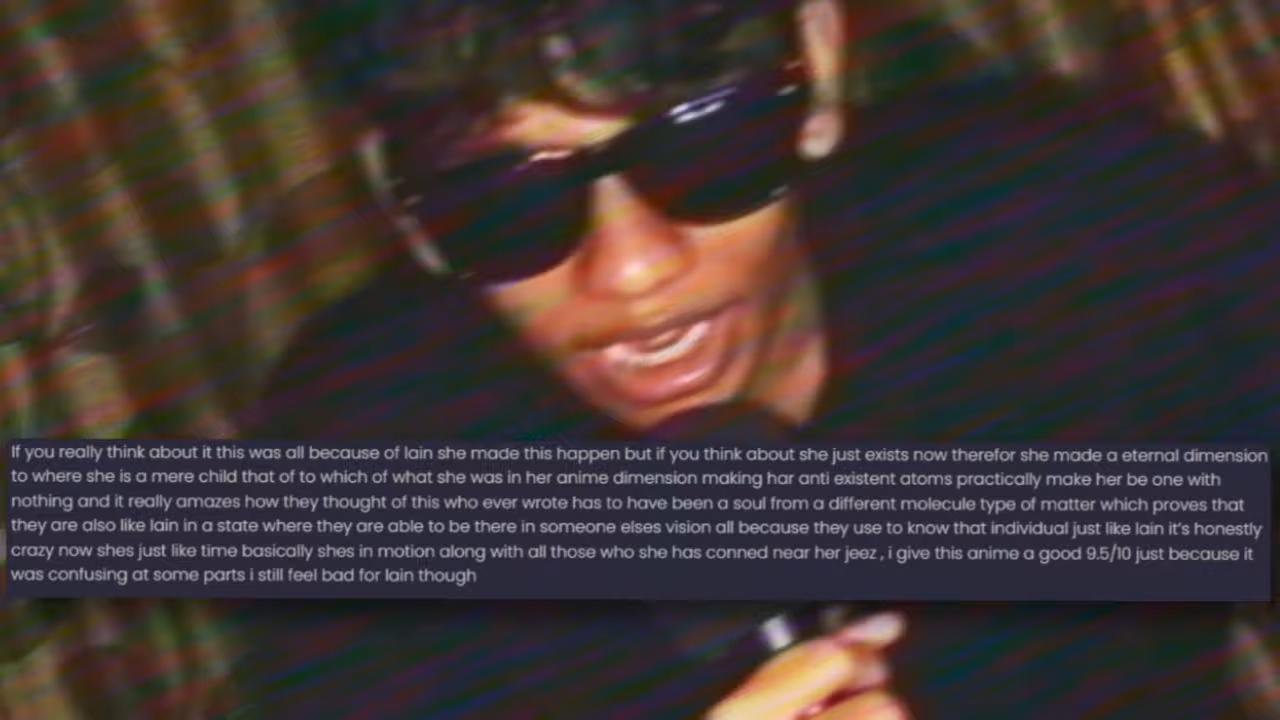 If you really think about it this was all because of lain she made this happen but if you think about she just exists now therefor she made a eternal dimension
to where she is a mere child that of to which of what she was in her anime dimension making har anti existent atoms practically make her be one with
nothing and it really amazes how they thought of this who ever wrote has to have been a soul from a different molecule type of matter which proves that
they are also like lain in a state where they are able to be there in someone elses vision all because they use to know that individual just like lain it's honestly
crazy now shes just like time basically shes in motion along with all those who she has conned near her jeez , i give this anime a good 9.5/10 just because it
was confusing at some parts i still feel bad for lain though